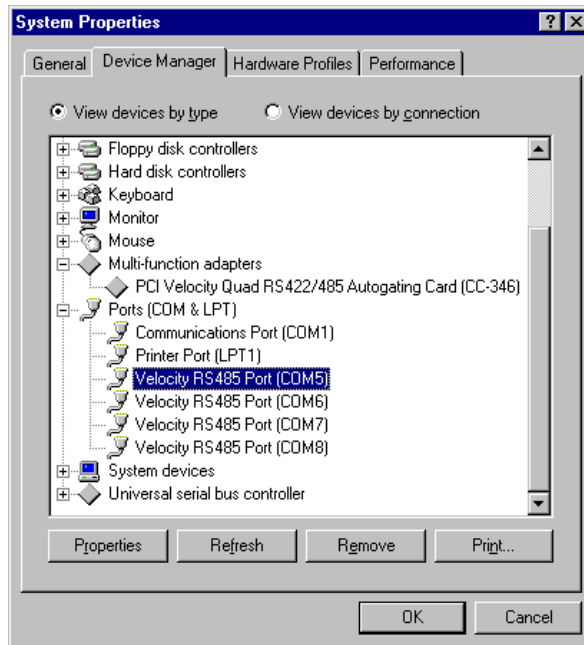 System Properties
General Device Manager Hardware Profiles Performance
View devices by type View devices by connection
Floppy disk controllers
Hard disk controllers
Keyboard
Monitor
Mouse
Multi-function adapters
PCI Velocity Quad RS422/485 Autogating Card (CC-346)
Ports (COM & LPT)
Communications Port (COM1)
Printer Port (LPT1)
Velocity RS485 Port (COM5)
Velocity RS485 Port (COM6)
Velocity RS485 Port (COM7)
Velocity RS485 Port (COM8)
System devices
Universal serial bus controller
Properties Refresh Remove Print...
OK Cancel